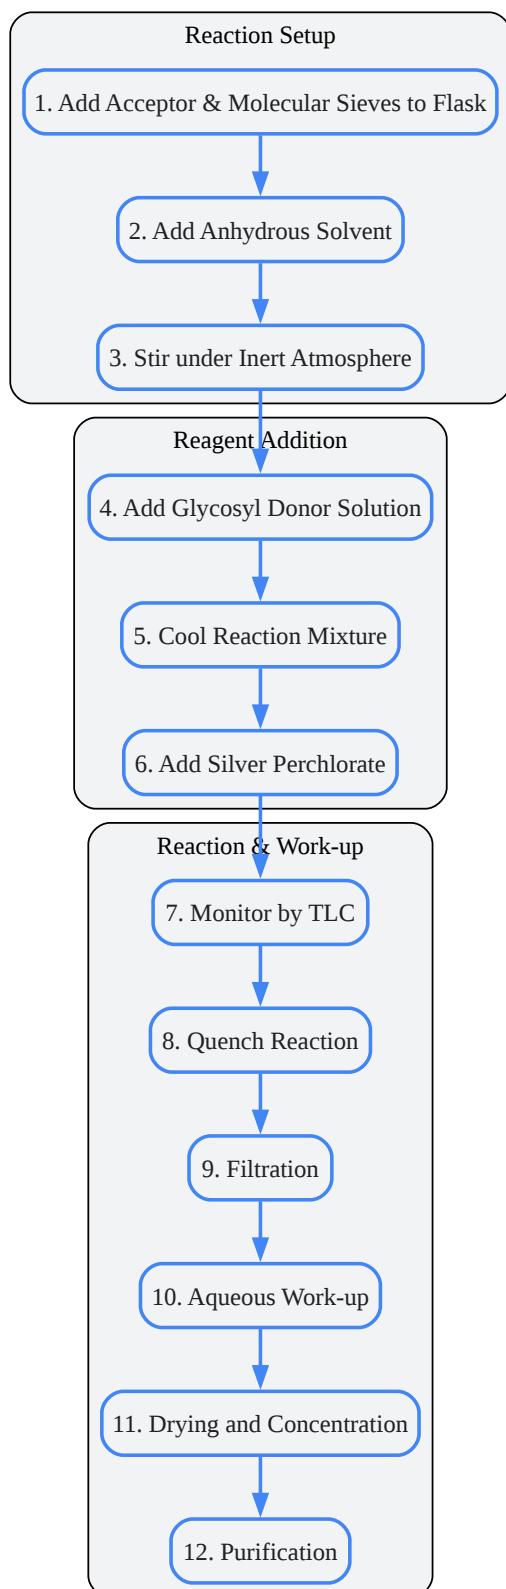 Reaction Setup
1. Add Acceptor & Molecular Sieves to Flask
2. Add Anhydrous Solvent
3. Stir under Inert Atmosphere
Reagent Addition
4. Add Glycosyl Donor Solution
5. Cool Reaction Mixture
6. Add Silver Perchlorate
Reaction & Work-up
7. Monitor by TLC
8. Quench Reaction
9. Filtration
10. Aqueous Work-up
11. Drying and Concentration
12. Purification